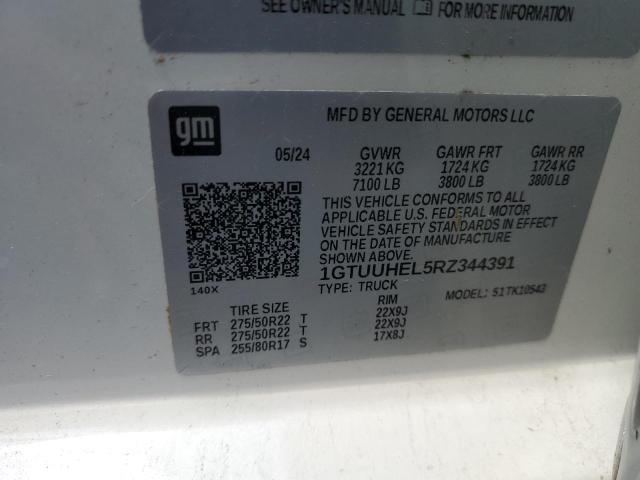 SEE OWNER'S MANUAL FOR MORE INFORMATION
gm
MFD BY GENERAL MOTORS LLC
05/24 GVWR GAWR FRT GAWR RR
3221 KG 1724 KG 1724 KG
7100 LB 3800 LB 3800 LB
THIS VEHICLE CONFORMS TO ALL
APPLICABLE U.S. FEDERAL MOTOR
VEHICLE SAFETY STANDARDS IN EFFECT
ON THE DATE OF MANUFACTURE
SHOWN ABOVE.
1GTUUHEL5RZ344391
TYPE: TRUCK MODEL: 51TK10543
140X
TIRE SIZE RIM
FRT 275/50R22 T 22X9J
RR 275/50R22 T 22X9J
SPA 255/80R17 S 17X8J